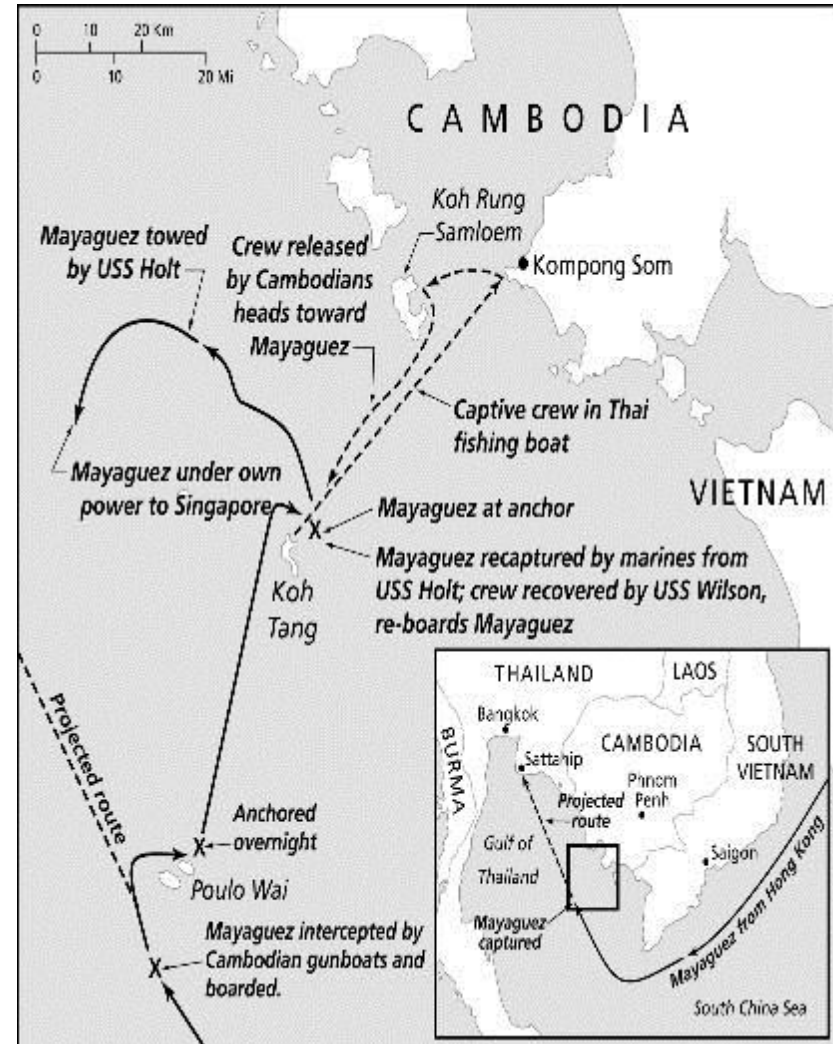 0 10 20 Km
0 10 20 Mi
CAMBODIA
Koh Rung
Samloem
Mayaguez towed
by USS Holt
Crew released
by Cambodians
heads toward
Mayaguez
Kompong Som
Captive crew in Thai
fishing boat
Mayaguez under own
power to Singapore
VIETNAM
X
Mayaguez at anchor
Mayaguez recaptured by marines from
USS Holt; crew recovered by USS Wilson,
re-boards Mayaguez
Koh
Tang
Projected route
X
Anchored
overnight
Poulo Wai
X
Mayaguez intercepted by
Cambodian gunboats and
boarded.
THAILAND
LAOS
Bangkok
BURMA
Sattahip
CAMBODIA
SOUTH
VIETNAM
Phnom
Penh
Projected
route
Gulf of
Thailand
Saigon
Mayaguez
captured
Mayaguez from Hong Kong
South China Sea